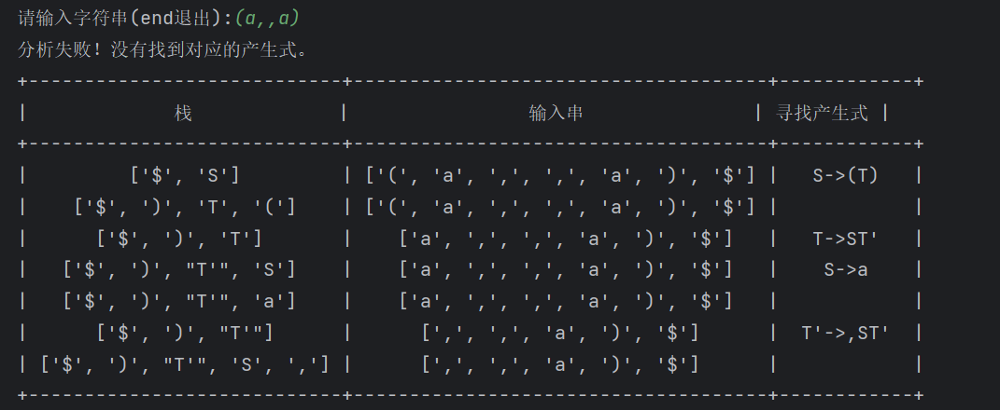 请输入字符串(end退出):(a,,a)
分析失败！没有找到对应的产生式。
+----------------------------+-------------------------------------+------------+
|             栈             |                输入串               | 寻找产生式 |
+----------------------------+-------------------------------------+------------+
|         ['$', 'S']         | ['(', 'a', ',', ',', 'a', ')', '$'] |   S->(T)   |
|    ['$', ')', 'T', '(']    | ['(', 'a', ',', ',', 'a', ')', '$'] |            |
|      ['$', ')', 'T']       |    ['a', ',', ',', 'a', ')', '$']   |   T->ST'   |
|   ['$', ')', "T'", 'S']    |    ['a', ',', ',', 'a', ')', '$']   |    S->a    |
|   ['$', ')', "T'", 'a']    |    ['a', ',', ',', 'a', ')', '$']   |            |
|      ['$', ')', "T'"]      |      [',', ',', 'a', ')', '$']      |  T'->,ST'  |
| ['$', ')', "T'", 'S', ','] |      [',', ',', 'a', ')', '$']      |            |
+----------------------------+-------------------------------------+------------+